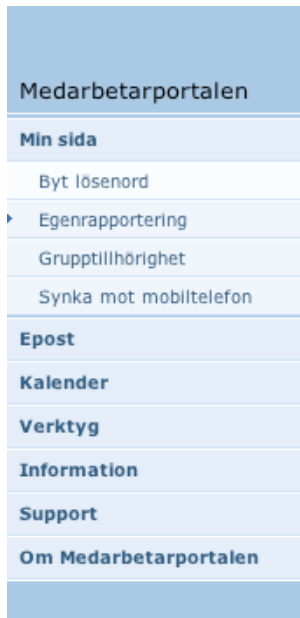 Medarbetarportalen
Min sida
Byt lösenord
Egenrapportering
Grupptillhörighet
Synka mot mobiltelefon
Epost
Kalender
Verktyg
Information
Support
Om Medarbetarportalen